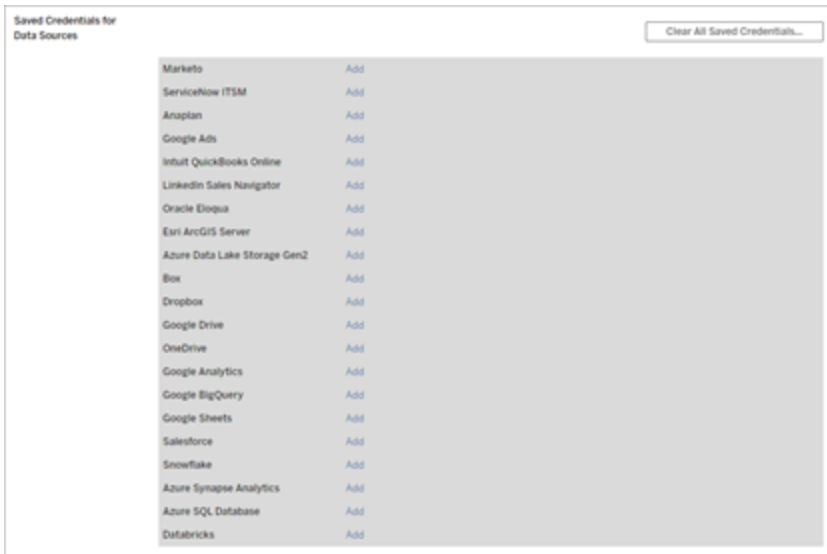 Saved Credentials for
Data Sources
Clear All Saved Credentials...
Marketo Add
ServiceNow ITSM Add
Anaplan Add
Google Ads Add
Intuit QuickBooks Online Add
LinkedIn Sales Navigator Add
Oracle Eloqua Add
Esri ArcGIS Server Add
Azure Data Lake Storage Gen2 Add
Box Add
Dropbox Add
Google Drive Add
OneDrive Add
Google Analytics Add
Google BigQuery Add
Google Sheets Add
Salesforce Add
Snowflake Add
Azure Synapse Analytics Add
Azure SQL Database Add
Databricks Add